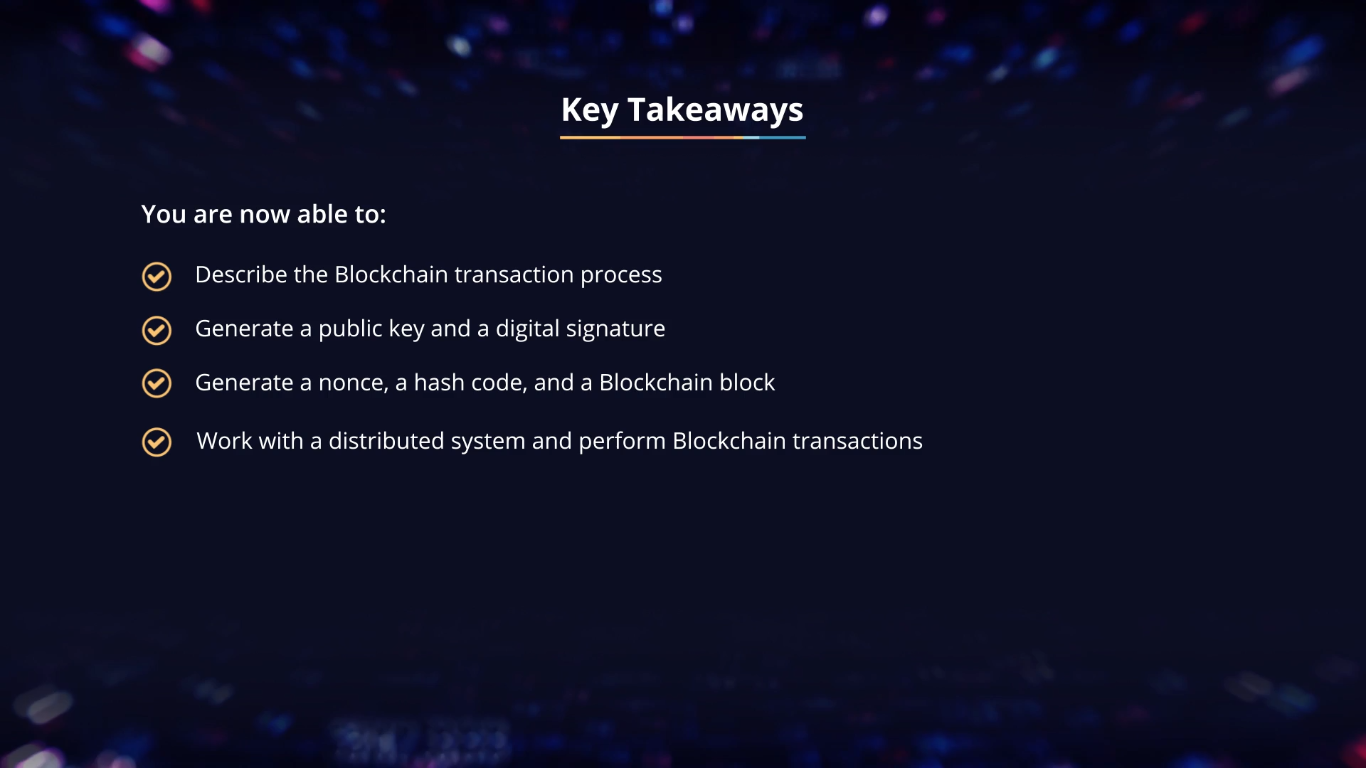 Key Takeaways
You are now able to:
Describe the Blockchain transaction process
Generate a public key and a digital signature
Generate a nonce, a hash code, and a Blockchain block
Work with a distributed system and perform Blockchain transactions